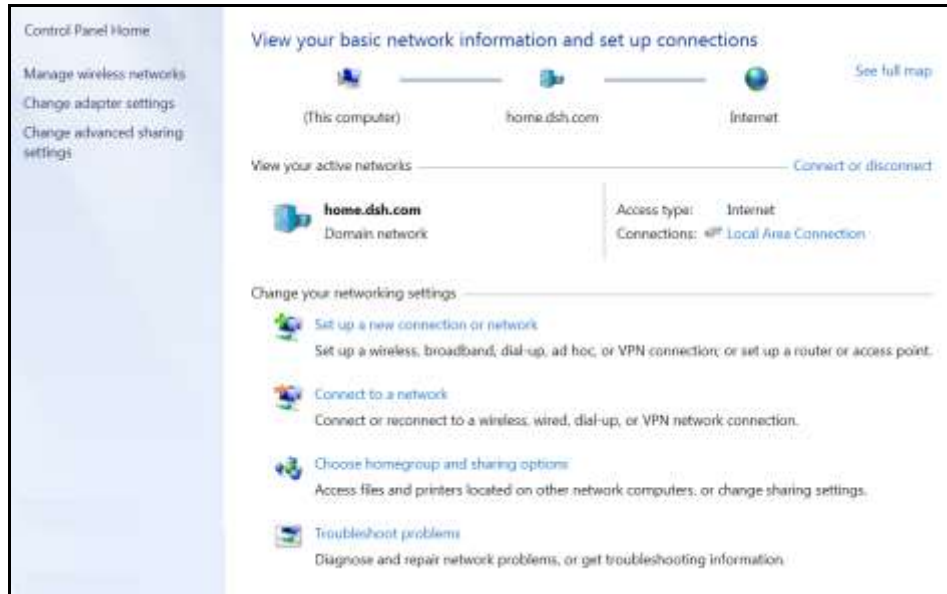 Control Panel Home
Manage wireless networks
Change adapter settings
Change advanced sharing
settings
View your basic network information and set up connections
See full map
(This computer) home.dsh.com Internet
View your active networks Connect or disconnect
home.dsh.com
Domain network
Access type: Internet
Connections: Local Area Connection
Change your networking settings
Set up a new connection or network
Set up a wireless, broadband, dial-up, ad hoc, or VPN connection; or set up a router or access point.
Connect to a network
Connect or reconnect to a wireless, wired, dial-up, or VPN network connection.
Choose homegroup and sharing options
Access files and printers located on other network computers, or change sharing settings.
Troubleshoot problems
Diagnose and repair network problems, or get troubleshooting information.